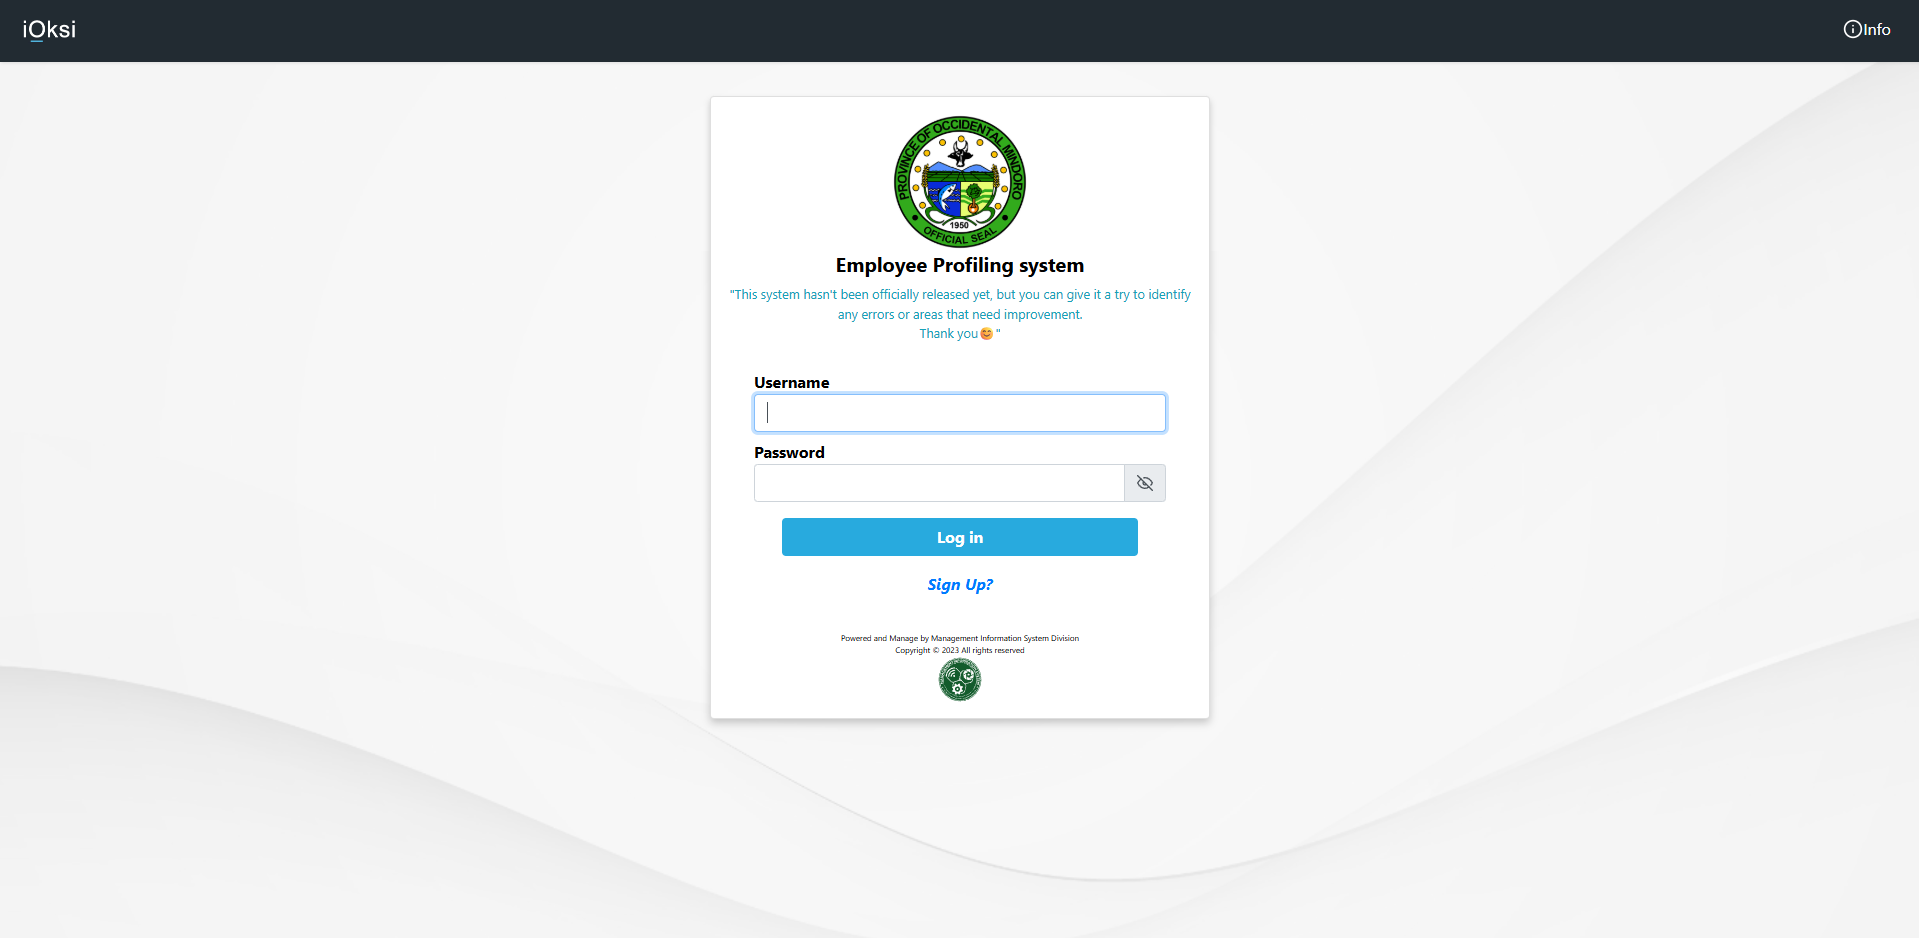 iOksi
Info
PROVINCE OF OCCIDENTAL MINDORO
1950
OFFICIAL SEAL
Employee Profiling system
"This system hasn't been officially released yet, but you can give it a try to identify
any errors or areas that need improvement.
Thank you😊"
Username
Password
Log in
Sign Up?
Powered and Manage by Management Information System Division
Copyright © 2023 All rights reserved